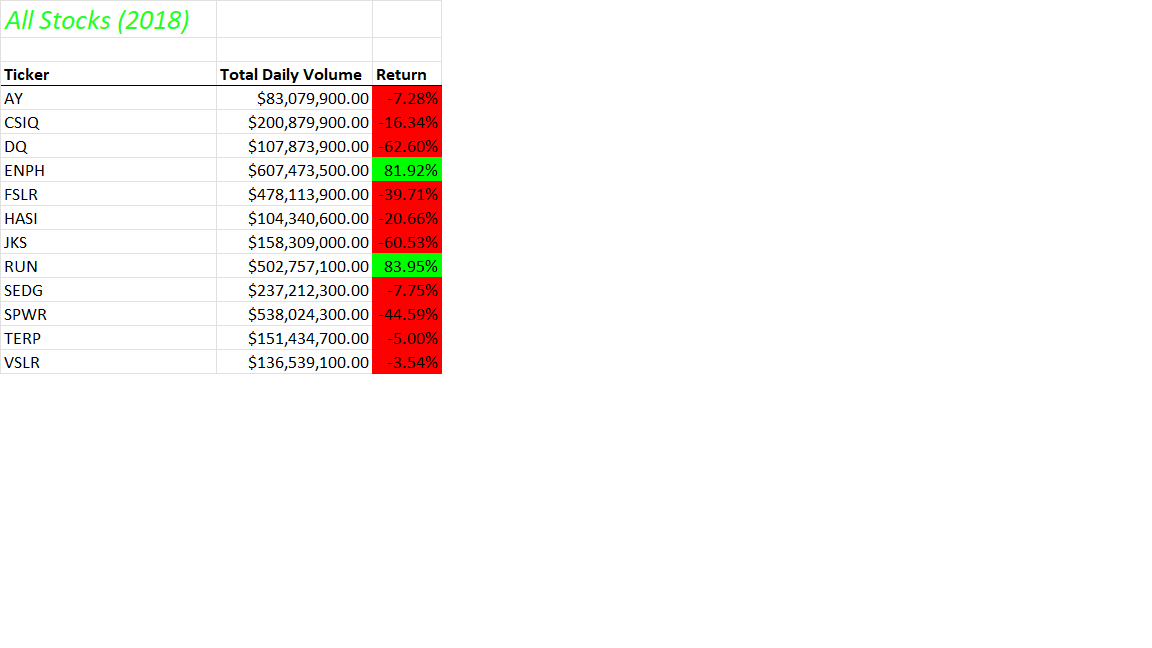 All Stocks (2018)
Ticker Total Daily Volume Return
AY $83,079,900.00 -7.28%
CSIQ $200,879,900.00 -16.34%
DQ $107,873,900.00 -62.60%
ENPH $607,473,500.00 81.92%
FSLR $478,113,900.00 -39.71%
HASI $104,340,600.00 -20.66%
JKS $158,309,000.00 -60.53%
RUN $502,757,100.00 83.95%
SEDG $237,212,300.00 -7.75%
SPWR $538,024,300.00 -44.59%
TERP $151,434,700.00 -5.00%
VSLR $136,539,100.00 -3.54%